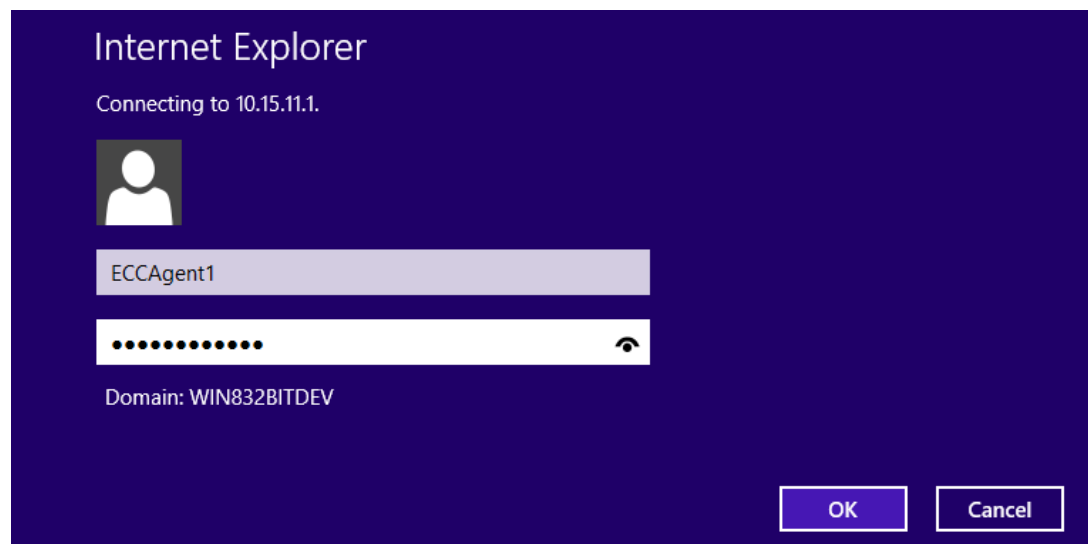 Internet Explorer
Connecting to 10.15.11.1.
ECCAgent1
••••••••••••
Domain: WIN832BITDEV
OK Cancel